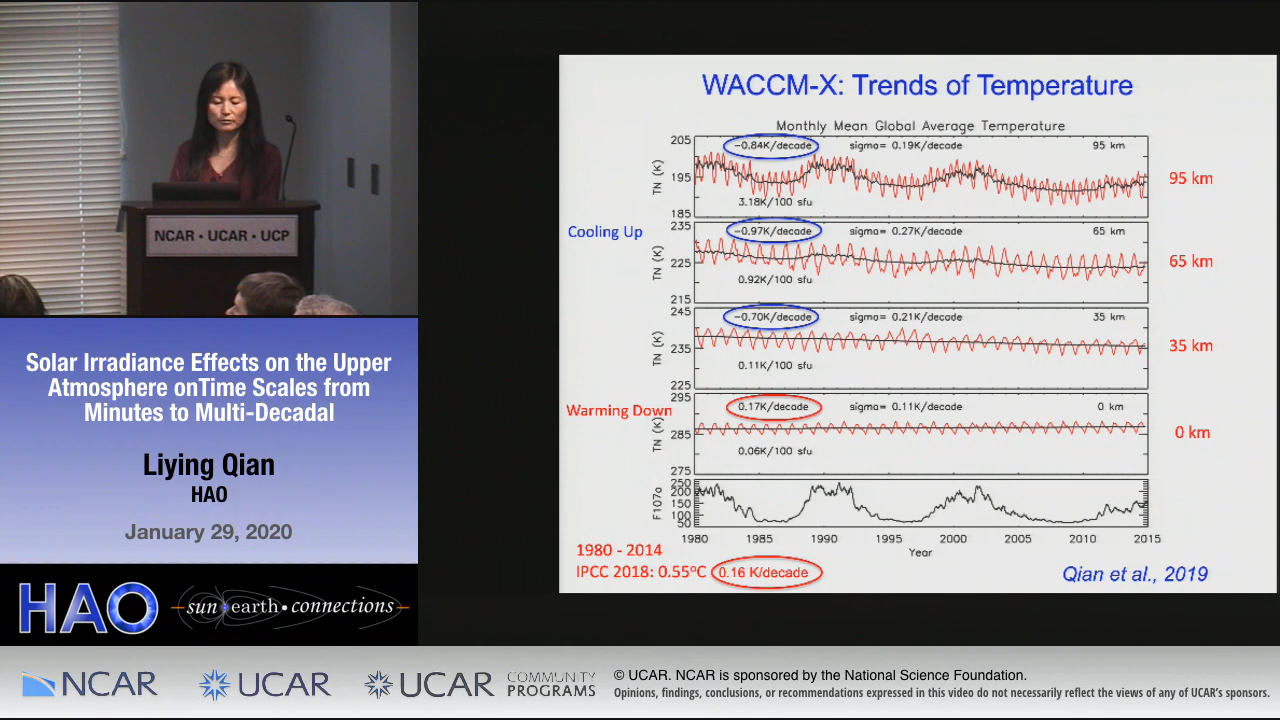 NCAR • UCAR • UCP
Solar Irradiance Effects on the Upper
Atmosphere onTime Scales from
Minutes to Multi-Decadal
Liying Qian
HAO
January 29, 2020
HAO
sun earth • connections
WACCM-X: Trends of Temperature
Monthly Mean Global Average Temperature
205
195
185
TN (K)
-0.84K/decade
sigma= 0.19K/decade
95 km
3.18K/100 sfu
95 km
Cooling Up
235
225
215
TN (K)
-0.97K/decade
sigma= 0.27K/decade
65 km
0.92K/100 sfu
65 km
245
235
225
TN (K)
-0.70K/decade
sigma= 0.21K/decade
35 km
0.11K/100 sfu
35 km
Warming Down
295
285
275
TN (K)
0.17K/decade
sigma= 0.11K/decade
0 km
0.06K/100 sfu
0 km
250
200
150
100
50
F107a
1980 1985 1990 1995 2000 2005 2010 2015
Year
1980 - 2014
IPCC 2018: 0.55°C 0.16 K/decade
Qian et al., 2019
NCAR
UCAR
UCAR
COMMUNITY
PROGRAMS
© UCAR. NCAR is sponsored by the National Science Foundation.
Opinions, findings, conclusions, or recommendations expressed in this video do not necessarily reflect the views of any of UCAR's sponsors.